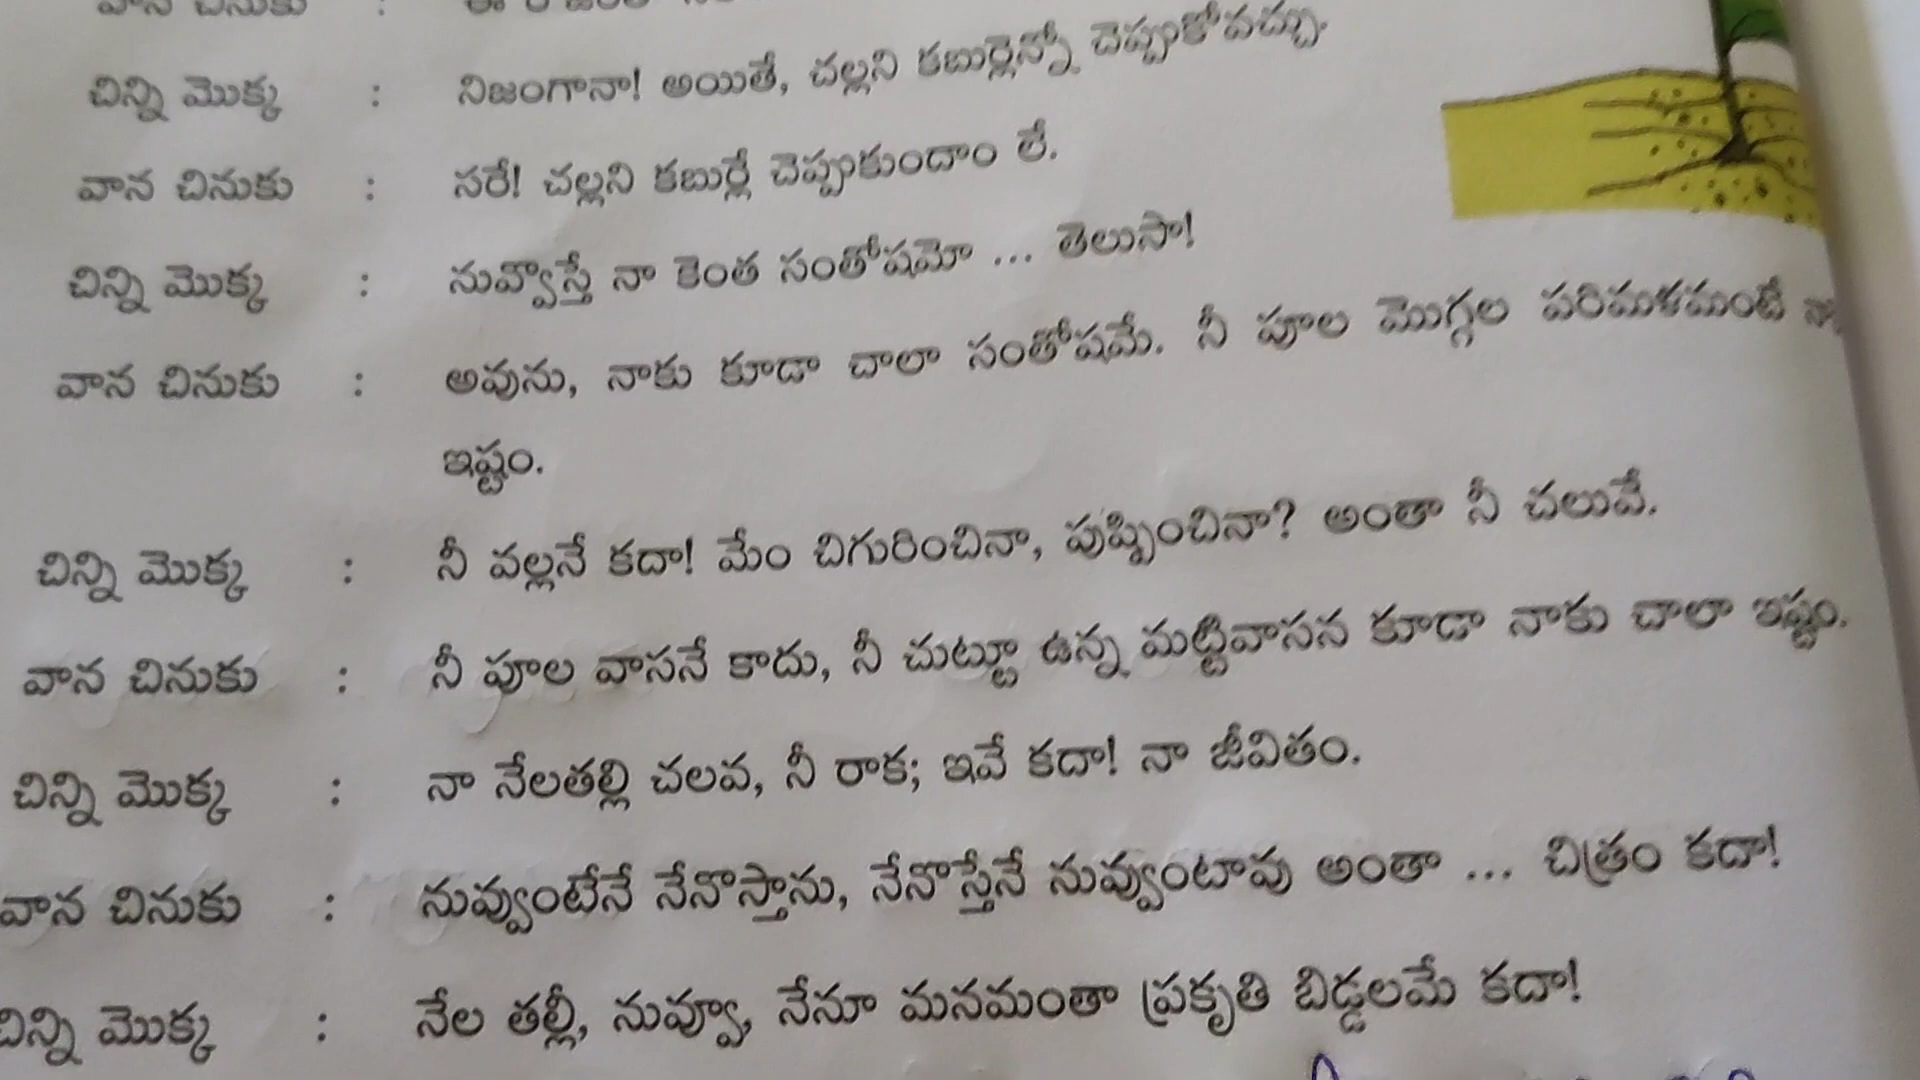 వాన చినుకు :
చిన్ని మొక్క : నిజంగానా! అయితే, చల్లని కబుర్లెన్నో చెప్పుకోవచ్చు.
వాన చినుకు : సరే! చల్లని కబుర్లే చెప్పుకుందాం లే.
చిన్ని మొక్క : నువ్వొస్తే నా కెంత సంతోషమో ... తెలుసా!
వాన చినుకు : అవును, నాకు కూడా చాలా సంతోషమే. నీ పూల మొగ్గల పరిమళమంటే
ఇష్టం.
చిన్ని మొక్క : నీ వల్లనే కదా! మేం చిగురించినా, పుష్పించినా? అంతా నీ చలువే.
వాన చినుకు : నీ పూల వాసనే కాదు, నీ చుట్టూ ఉన్న మట్టివాసన కూడా నాకు చాలా ఇష్టం.
చిన్ని మొక్క : నా నేలతల్లి చలవ, నీ రాక; ఇవే కదా! నా జీవితం.
వాన చినుకు : నువ్వుంటేనే నేనొస్తాను, నేనొస్తేనే నువ్వుంటావు అంతా ... చిత్రం కదా!
చిన్ని మొక్క : నేల తల్లీ, నువ్వూ, నేనూ మనమంతా ప్రకృతి బిడ్డలమే కదా!